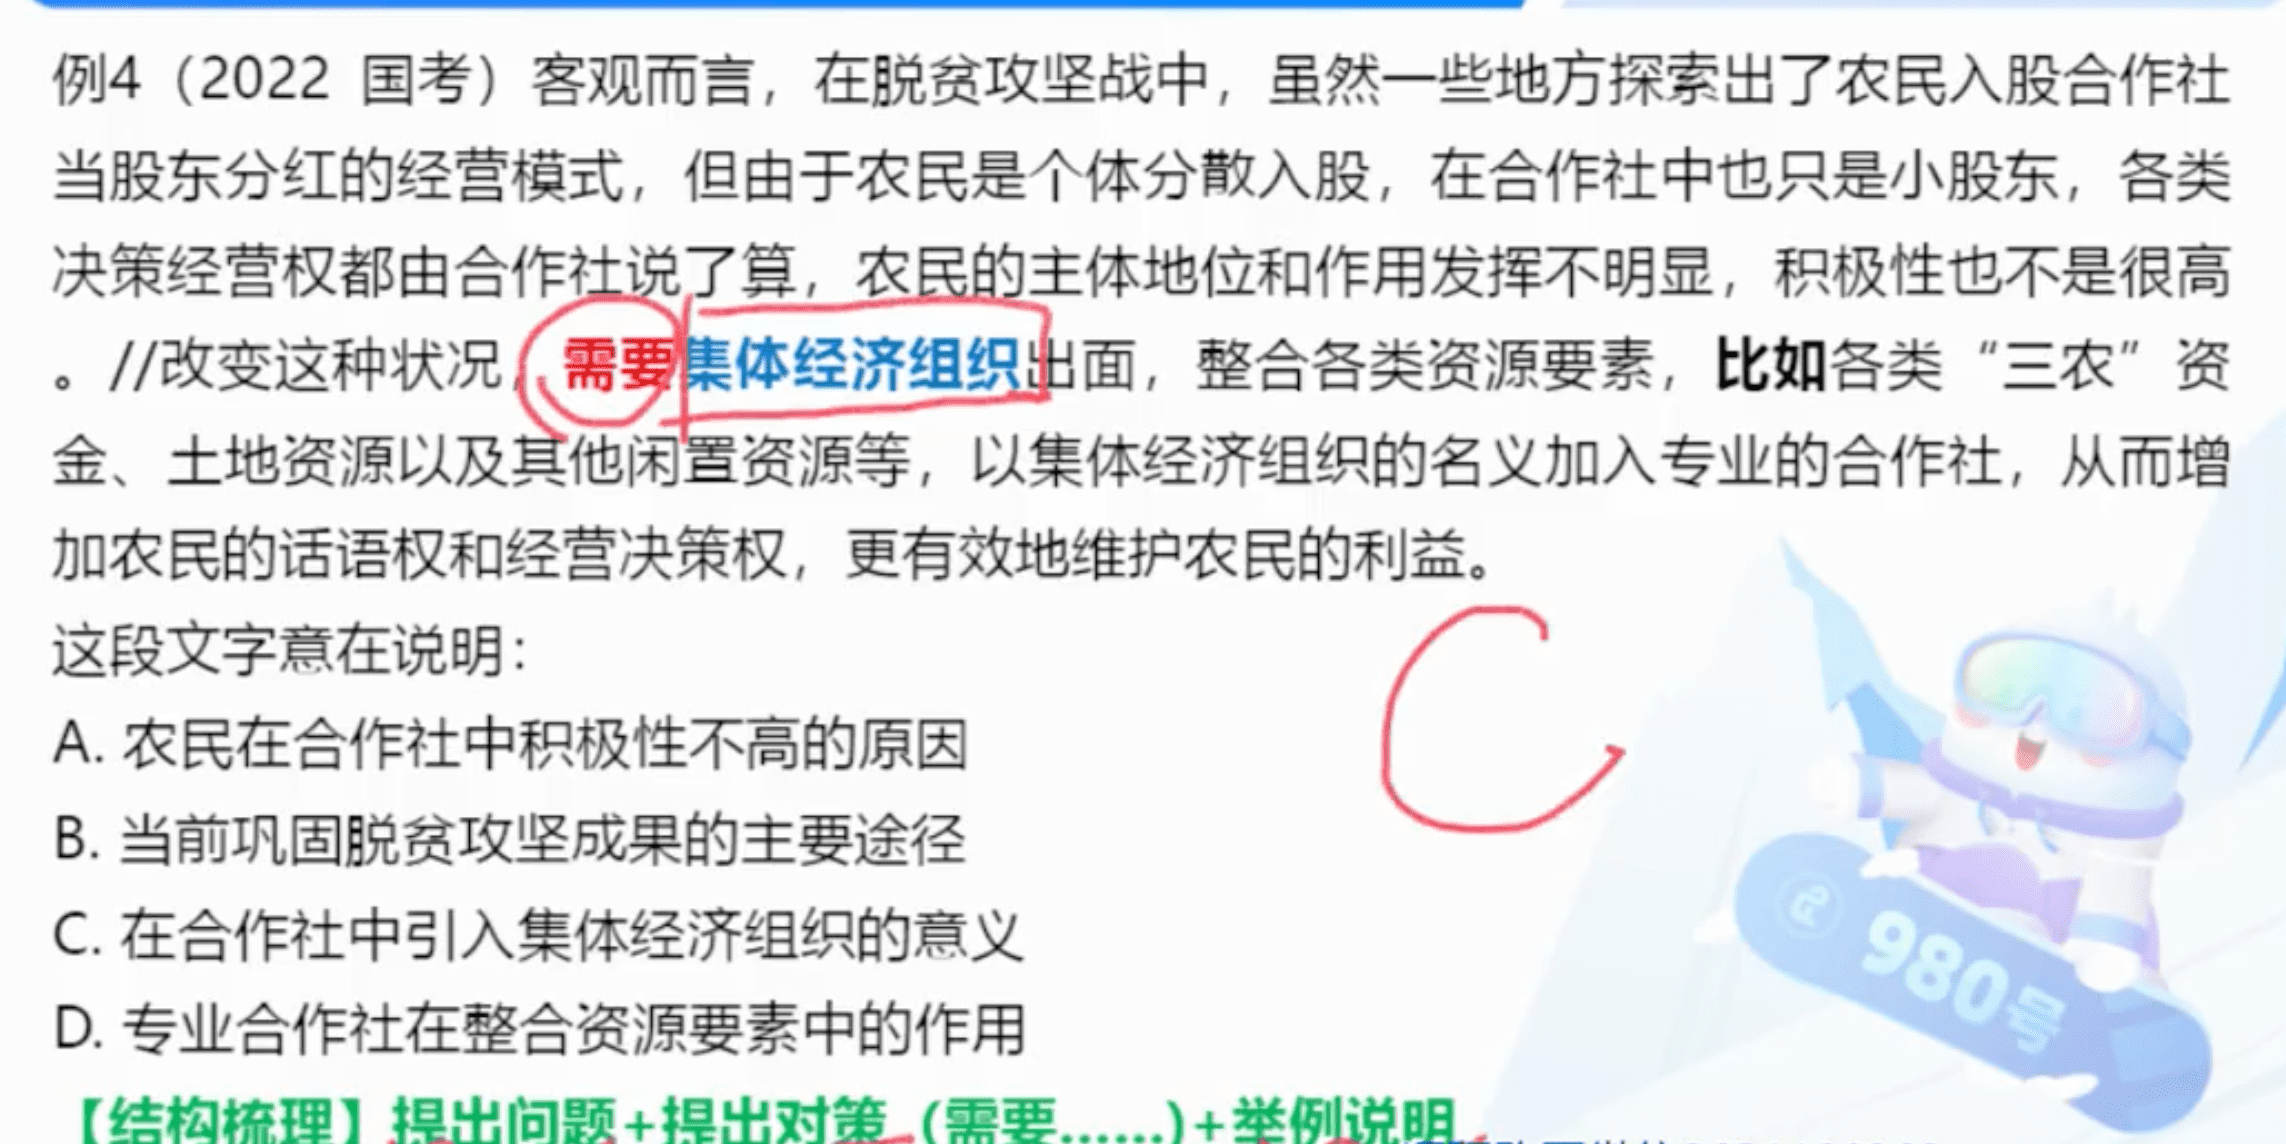 例4（2022 国考）客观而言，在脱贫攻坚战中，虽然一些地方探索出了农民入股合作社
当股东分红的经营模式，但由于农民是个体分散入股，在合作社中也只是小股东，各类
决策经营权都由合作社说了算，农民的主体地位和作用发挥不明显，积极性也不是很高
。//改变这种状况，需要集体经济组织出面，整合各类资源要素，比如各类“三农”资
金、土地资源以及其他闲置资源等，以集体经济组织的名义加入专业的合作社，从而增
加农民的话语权和经营决策权，更有效地维护农民的利益。
这段文字意在说明：
C
A. 农民在合作社中积极性不高的原因
B. 当前巩固脱贫攻坚成果的主要途径
C. 在合作社中引入集体经济组织的意义
D. 专业合作社在整合资源要素中的作用
980号
【结构梳理】提出问题+提出对策（需要……)+举例说明